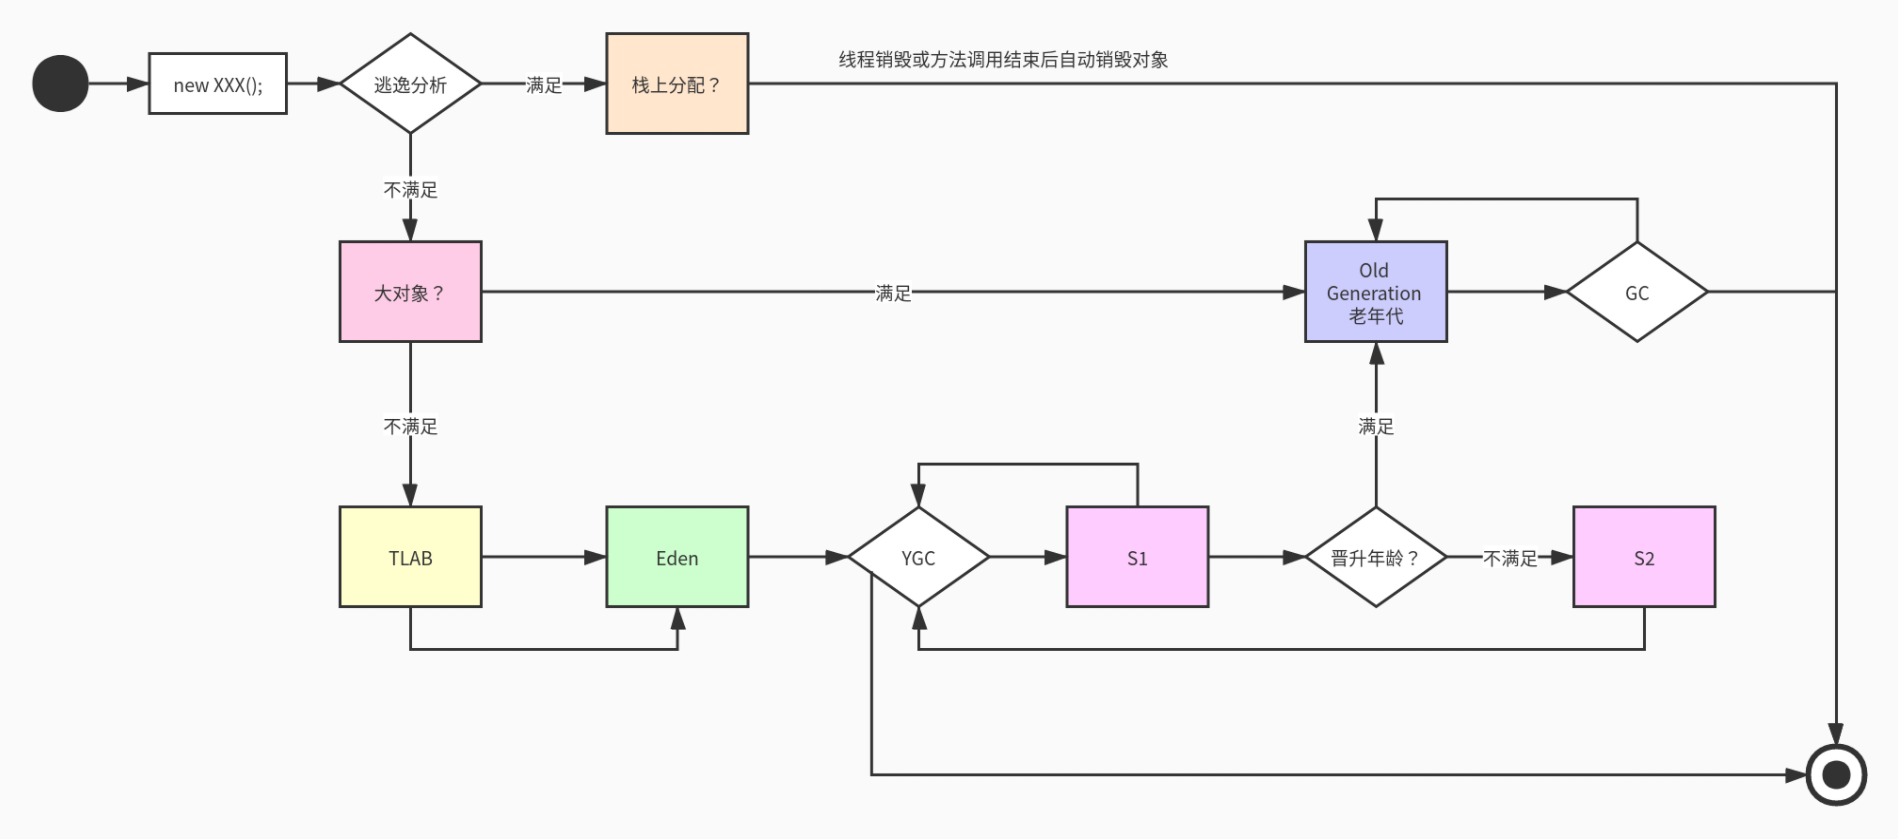 线程销毁或方法调用结束后自动销毁对象
new XXX();
逃逸分析
满足
栈上分配？
不满足
大对象？
满足
Old
Generation
老年代
GC
不满足
满足
TLAB
Eden
YGC
S1
晋升年龄？
不满足
S2